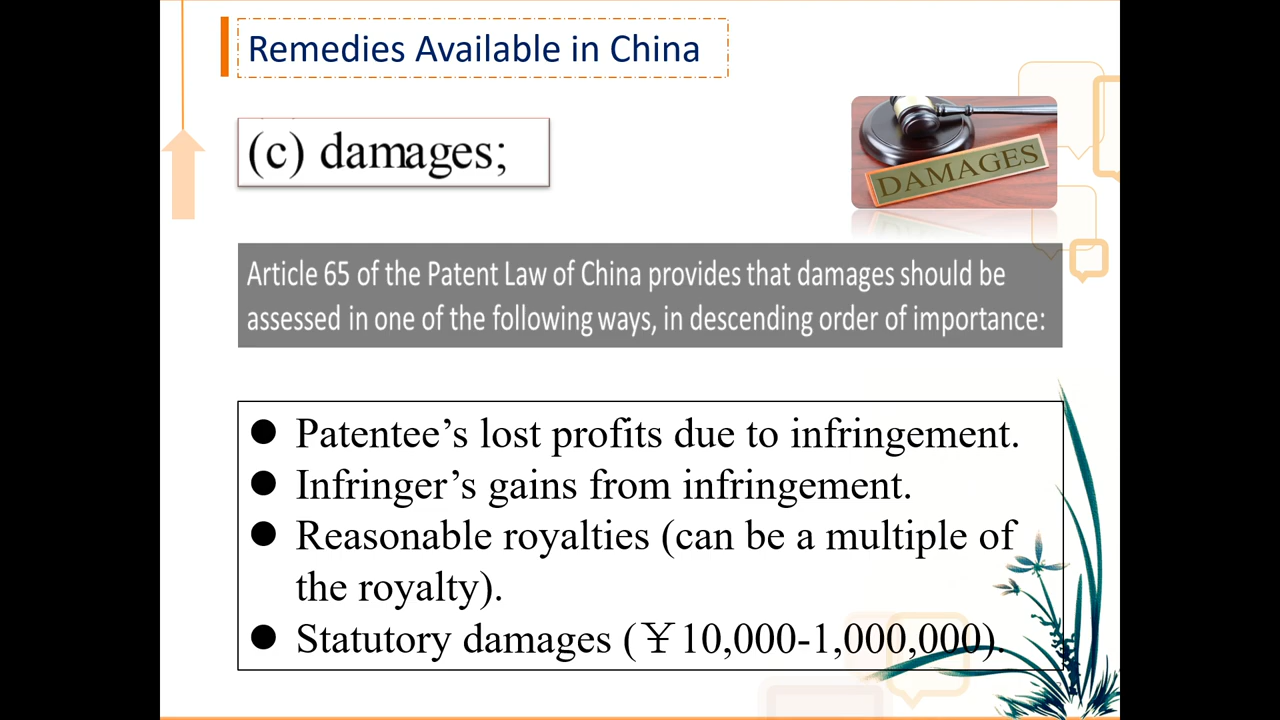 Remedies Available in China
(c) damages;
DAMAGES
Article 65 of the Patent Law of China provides that damages should be
assessed in one of the following ways, in descending order of importance:
● Patentee’s lost profits due to infringement.
● Infringer’s gains from infringement.
● Reasonable royalties (can be a multiple of
the royalty).
● Statutory damages (￥10,000-1,000,000).